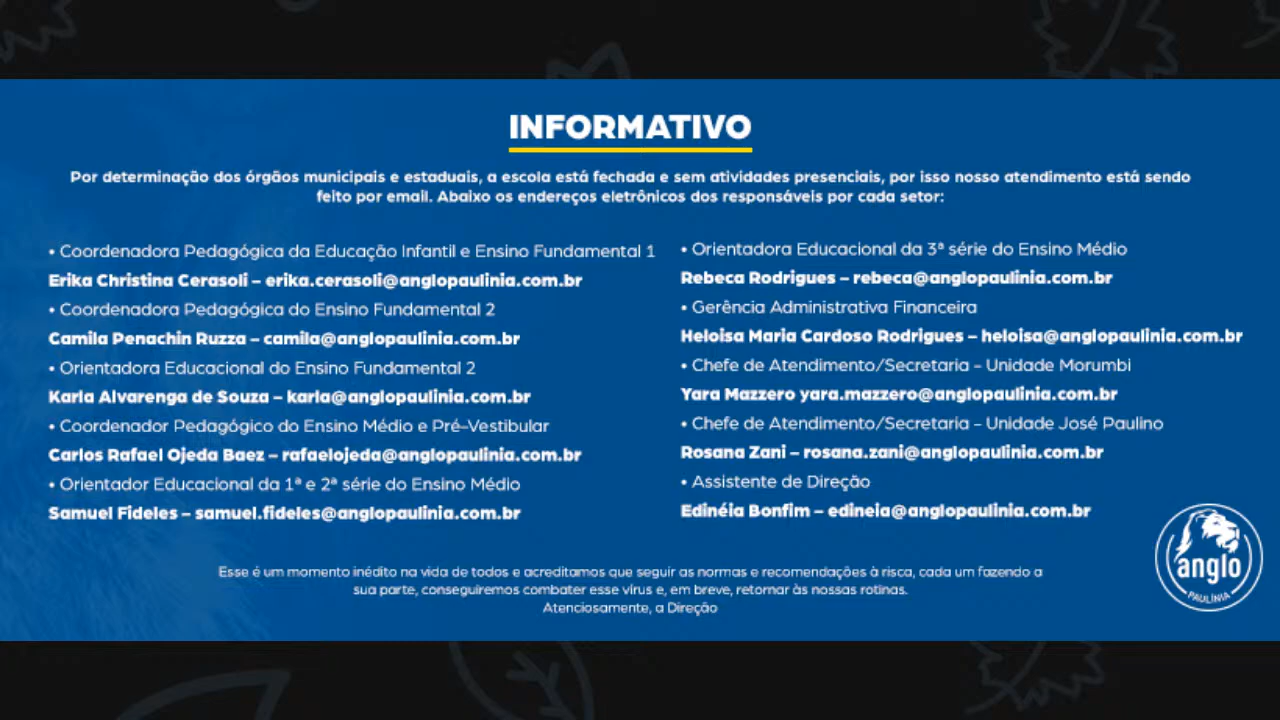 INFORMATIVO
Por determinação dos órgãos municipais e estaduais, a escola está fechada e sem atividades presenciais, por isso nosso atendimento está sendo
feito por email. Abaixo os endereços eletrônicos dos responsáveis por cada setor:
• Coordenadora Pedagógica da Educação Infantil e Ensino Fundamental 1
Erika Christina Cerasoli – erika.cerasoli@anglopaulinia.com.br
• Coordenadora Pedagógica do Ensino Fundamental 2
Camila Penachin Ruzza – camila@anglopaulinia.com.br
• Orientadora Educacional do Ensino Fundamental 2
Karla Alvarenga de Souza – karla@anglopaulinia.com.br
• Coordenador Pedagógico do Ensino Médio e Pré-Vestibular
Carlos Rafael Ojeda Baez – rafaelojeda@anglopaulinia.com.br
• Orientador Educacional da 1ª e 2ª série do Ensino Médio
Samuel Fideles – samuel.fideles@anglopaulinia.com.br
• Orientadora Educacional da 3ª série do Ensino Médio
Rebeca Rodrigues – rebeca@anglopaulinia.com.br
• Gerência Administrativa Financeira
Heloisa Maria Cardoso Rodrigues – heloisa@anglopaulinia.com.br
• Chefe de Atendimento/Secretaria - Unidade Morumbi
Yara Mazzero yara.mazzero@anglopaulinia.com.br
• Chefe de Atendimento/Secretaria - Unidade José Paulino
Rosana Zani – rosana.zani@anglopaulinia.com.br
• Assistente de Direção
Edinéia Bonfim – edineia@anglopaulinia.com.br
Esse é um momento inédito na vida de todos e acreditamos que seguir as normas e recomendações à risca, cada um fazendo a
sua parte, conseguiremos combater esse vírus e, em breve, retornar às nossas rotinas.
Atenciosamente, a Direção
anglo
PAULÍNIA